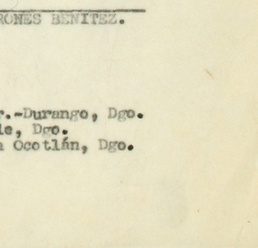 RONES BENITEZ.
r.-Durango, Dgo.
le, Dgo.
n Ocotlán, Dgo.